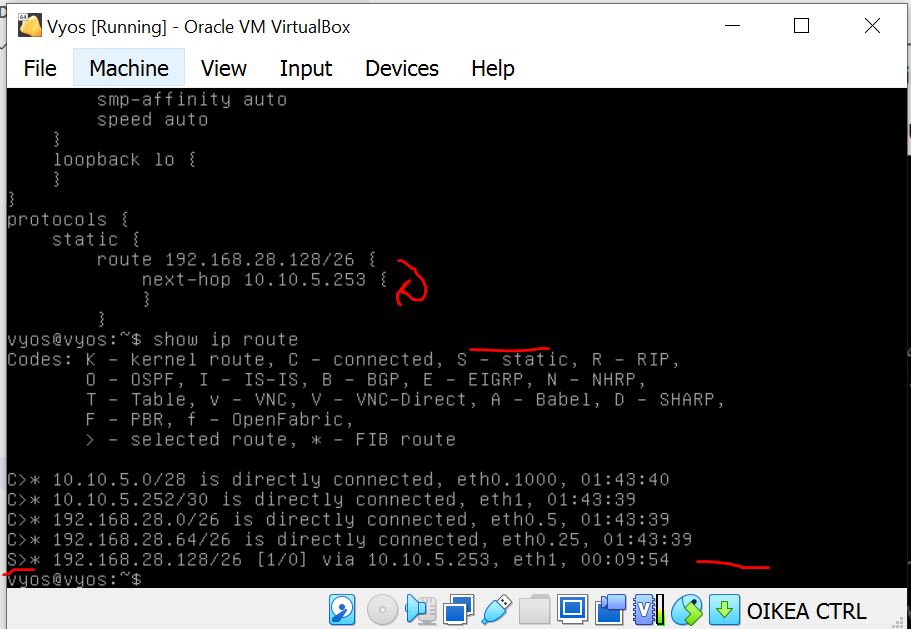 Vyos [Running] - Oracle VM VirtualBox
File Machine View Input Devices Help
smp-affinity auto
speed auto
}
loopback lo {
}
}
protocols {
static {
route 192.168.28.128/26 {
next-hop 10.10.5.253 {
}
}
vyos@vyos:~$ show ip route
Codes: K - kernel route, C - connected, S - static, R - RIP,
O - OSPF, I - IS-IS, B - BGP, E - EIGRP, N - NHRP,
T - Table, v - VNC, V - VNC-Direct, A - Babel, D - SHARP,
F - PBR, f - OpenFabric,
> - selected route, * - FIB route
C>* 10.10.5.0/28 is directly connected, eth0.1000, 01:43:40
C>* 10.10.5.252/30 is directly connected, eth1, 01:43:39
C>* 192.168.28.0/26 is directly connected, eth0.5, 01:43:39
C>* 192.168.28.64/26 is directly connected, eth0.25, 01:43:39
S>* 192.168.28.128/26 [1/0] via 10.10.5.253, eth1, 00:09:54
vyos@vyos:~$
OIKEA CTRL